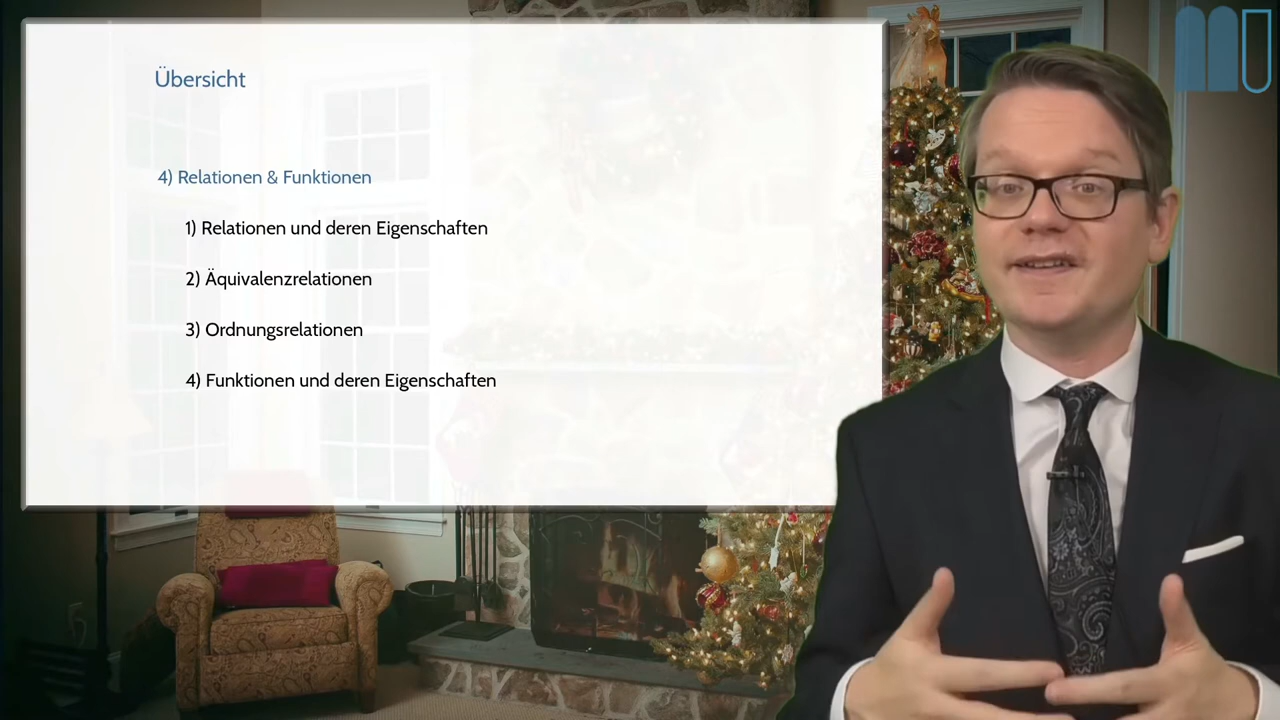 Übersicht
4) Relationen & Funktionen
1) Relationen und deren Eigenschaften
2) Äquivalenzrelationen
3) Ordnungsrelationen
4) Funktionen und deren Eigenschaften